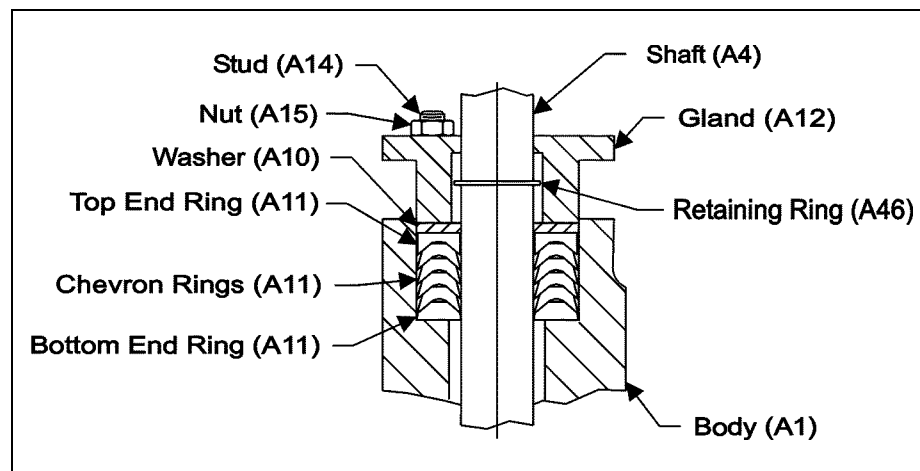 Stud (A14)
Nut (A15)
Washer (A10)
Top End Ring (A11)
Chevron Rings (A11)
Bottom End Ring (A11)
Shaft (A4)
Gland (A12)
Retaining Ring (A46)
Body (A1)